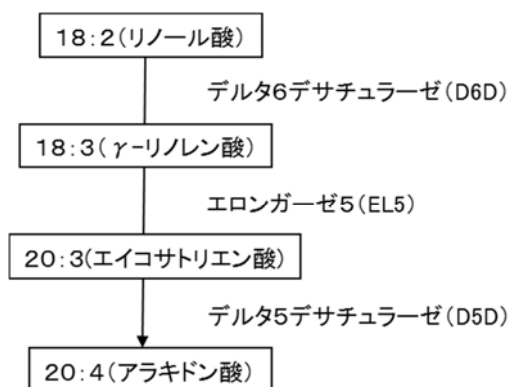 18:2(リノール酸)
デルタ6デサチュラーゼ(D6D)
18:3(γ-リノレン酸)
エロンガーゼ5(EL5)
20:3(エイコサトリエン酸)
デルタ5デサチュラーゼ(D5D)
20:4(アラキドン酸)